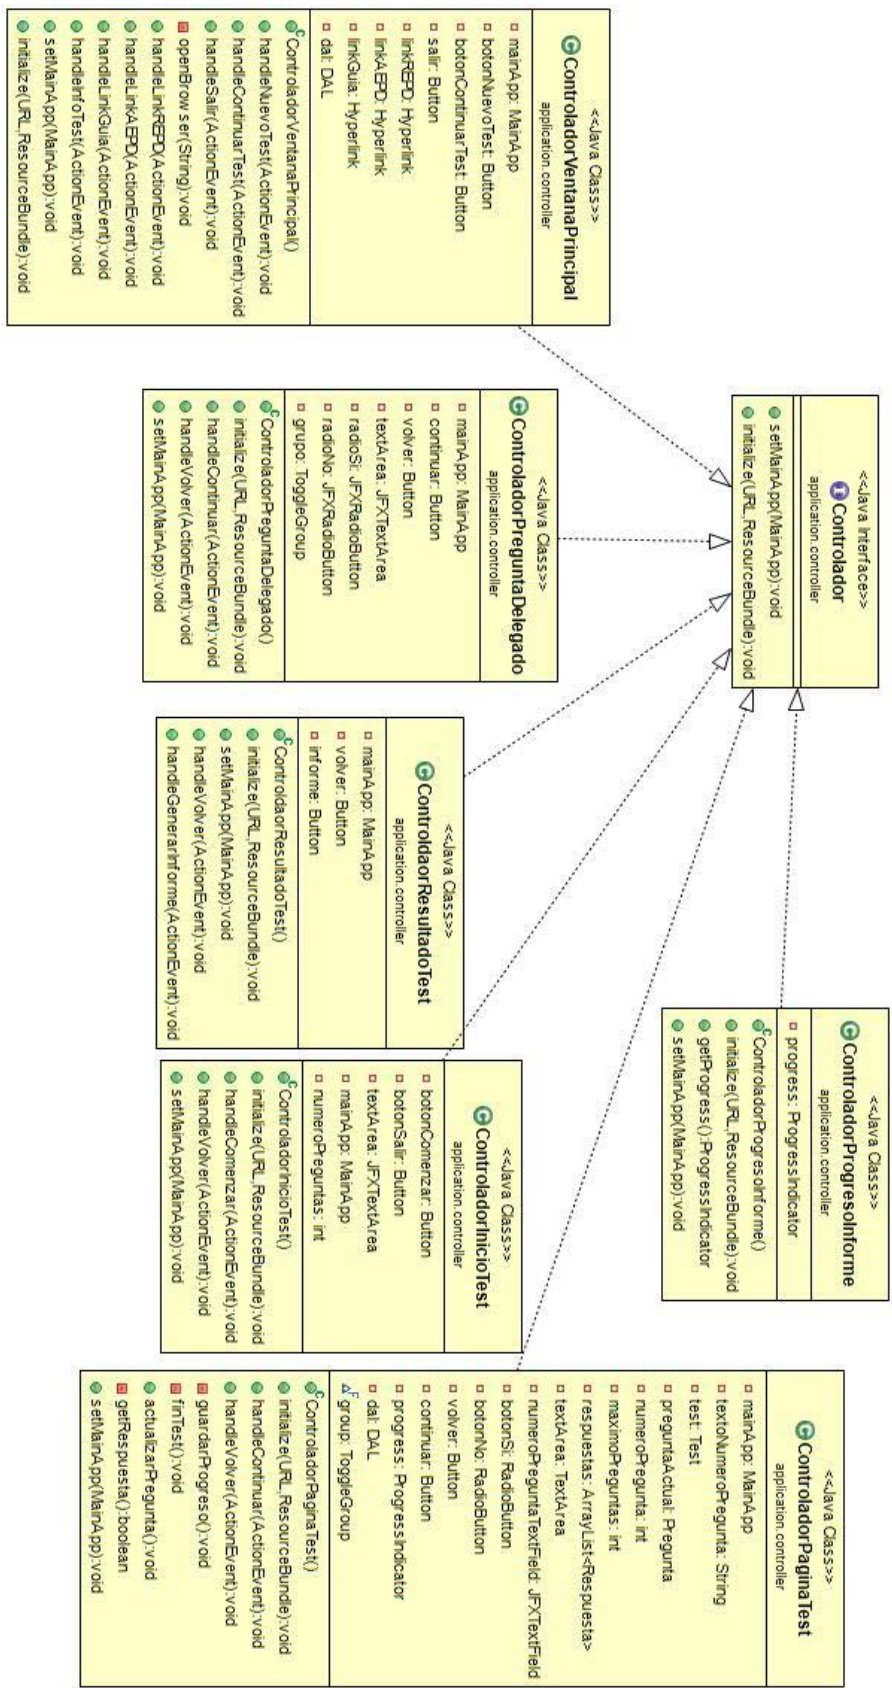 <<Java Interface>>
Controlador
application.controller
setMainApp(MainApp):void
initialize(URL,ResourceBundle):void
<<Java Class>>
ControladorVentanaPrincipal
application.controller
mainApp: MainApp
botonNuevoTest: Button
botonContinuarTest: Button
salir: Button
linkREPD: Hyperlink
linkAEPD: Hyperlink
linkGuia: Hyperlink
dal: DAL
ControladorVentanaPrincipal()
handleNuevoTest(ActionEvent):void
handleContinuarTest(ActionEvent):void
handleSalir(ActionEvent):void
openBrowser(String):void
handleLinkREPD(ActionEvent):void
handleLinkAEPD(ActionEvent):void
handleLinkGuia(ActionEvent):void
handleInfoTest(ActionEvent):void
setMainApp(MainApp):void
initialize(URL,ResourceBundle):void
<<Java Class>>
ControladorPreguntaDelegado
application.controller
mainApp: MainApp
continuar: Button
volver: Button
textArea: JFXTextArea
radioSi: JFXRadioButton
radioNo: JFXRadioButton
grupo: ToggleGroup
ControladorPreguntaDelegado()
initialize(URL,ResourceBundle):void
handleContinuar(ActionEvent):void
handleVolver(ActionEvent):void
setMainApp(MainApp):void
<<Java Class>>
ControldaorResultadoTest
application.controller
mainApp: MainApp
volver: Button
informe: Button
ControldaorResultadoTest()
initialize(URL,ResourceBundle):void
setMainApp(MainApp):void
handleVolver(ActionEvent):void
handleGenerarInforme(ActionEvent):void
<<Java Class>>
ControladorInicioTest
application.controller
botonComenzar: Button
botonSalir: Button
textArea: JFXTextArea
mainApp: MainApp
numeroPreguntas: int
ControladorInicioTest()
initialize(URL,ResourceBundle):void
handleComenzar(ActionEvent):void
handleVolver(ActionEvent):void
setMainApp(MainApp):void
<<Java Class>>
ControladorProgresoInforme
application.controller
progress: ProgressIndicator
ControladorProgresoInforme()
initialize(URL,ResourceBundle):void
getProgress():ProgressIndicator
setMainApp(MainApp):void
<<Java Class>>
ControladorPaginaTest
application.controller
mainApp: MainApp
textoNumeroPregunta: String
test: Test
preguntaActual: Pregunta
numeroPregunta: int
maximoPreguntas: int
respuestas: ArrayList<Respuesta>
textArea: TextArea
numeroPreguntaTextField: JFXTextField
botonSi: RadioButton
botonNo: RadioButton
volver: Button
continuar: Button
progress: ProgressIndicator
dal: DAL
group: ToggleGroup
ControladorPaginaTest()
initialize(URL,ResourceBundle):void
handleContinuar(ActionEvent):void
handleVolver(ActionEvent):void
guardarProgreso():void
finTest():void
actualizarPregunta():void
getRespuesta():boolean
setMainApp(MainApp):void